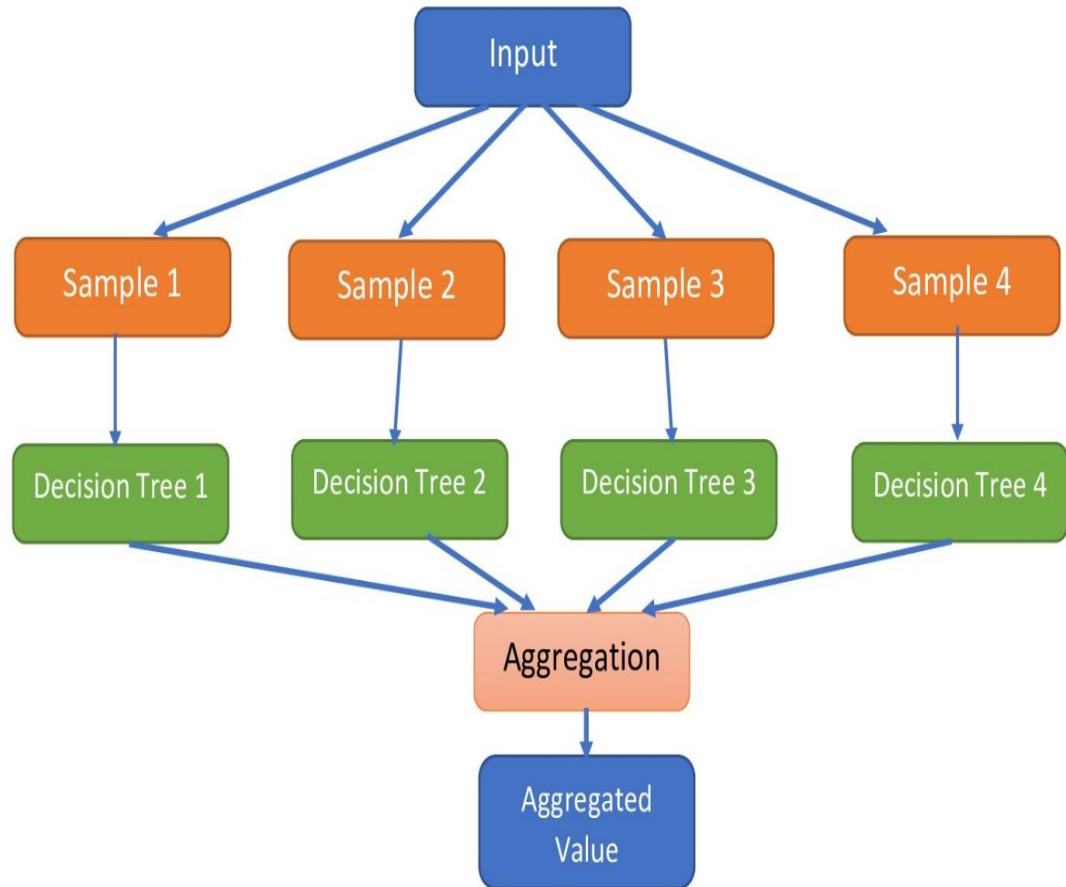 Input
Sample 1
Sample 2
Sample 3
Sample 4
Decision Tree 1
Decision Tree 2
Decision Tree 3
Decision Tree 4
Aggregation
Aggregated
Value